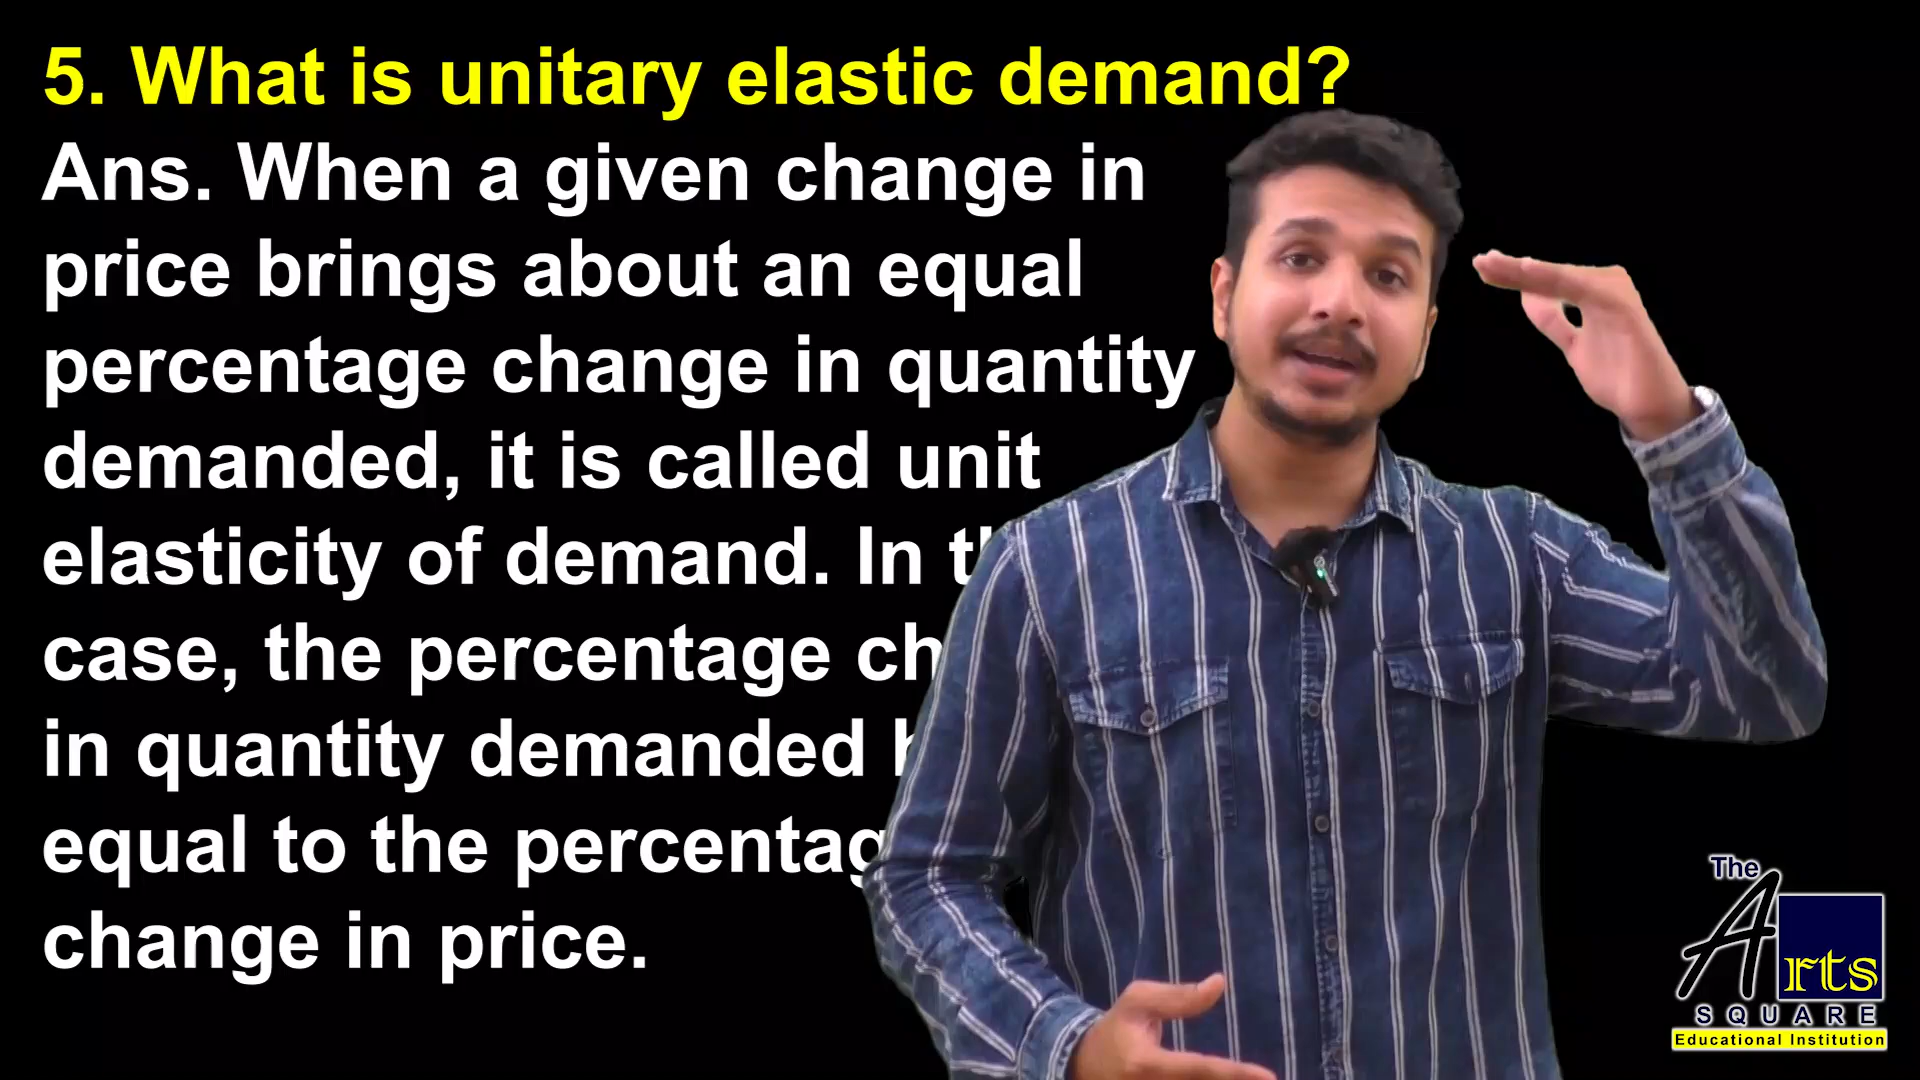 5. What is unitary elastic demand?
Ans. When a given change in
price brings about an equal
percentage change in quantity
demanded, it is called unit
elasticity of demand. In
case, the percentage
in quantity demanded
equal to the percentag
change in price.
The
Arts
SQUARE
Educational Institution